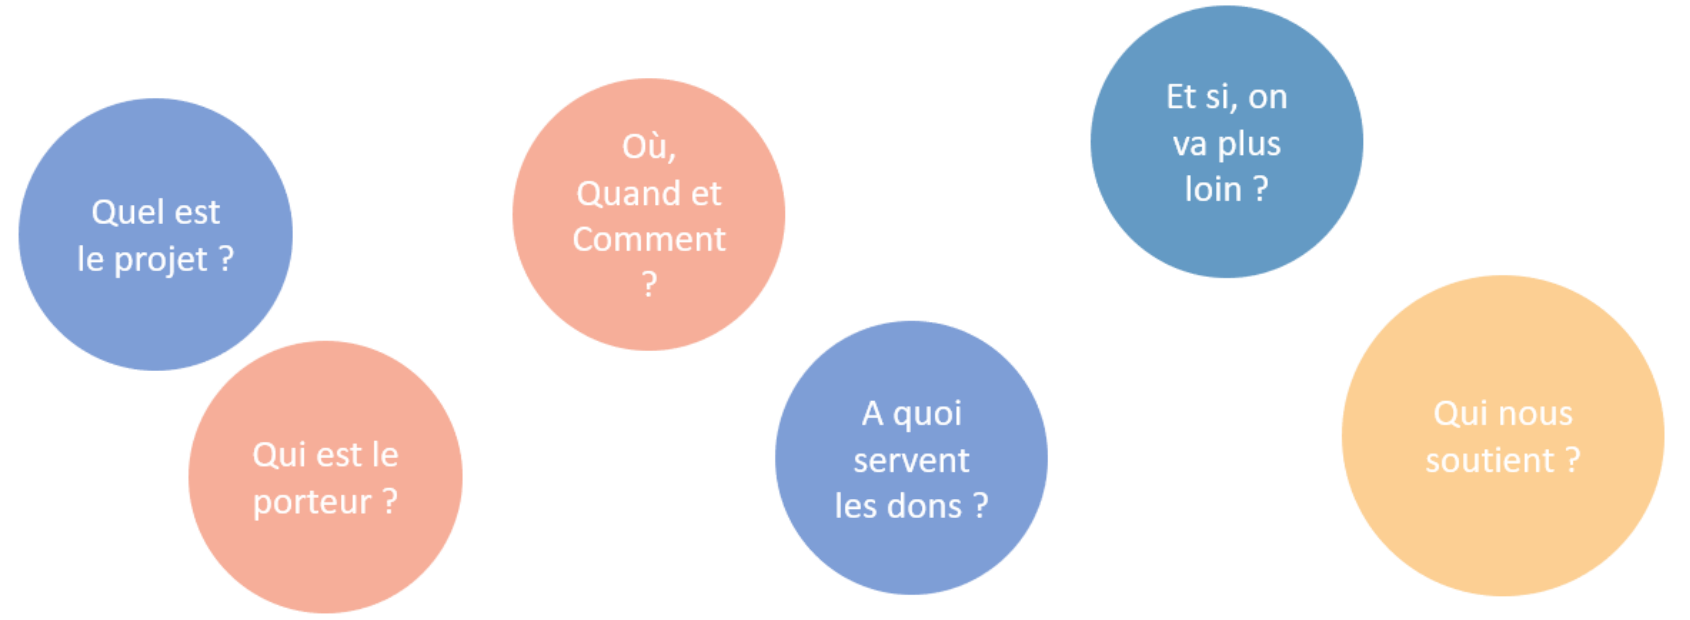 Quel est
le projet ?
Qui est le
porteur ?
Où,
Quand et
Comment
?
A quoi
servent
les dons ?
Et si, on
va plus
loin ?
Qui nous
soutient ?